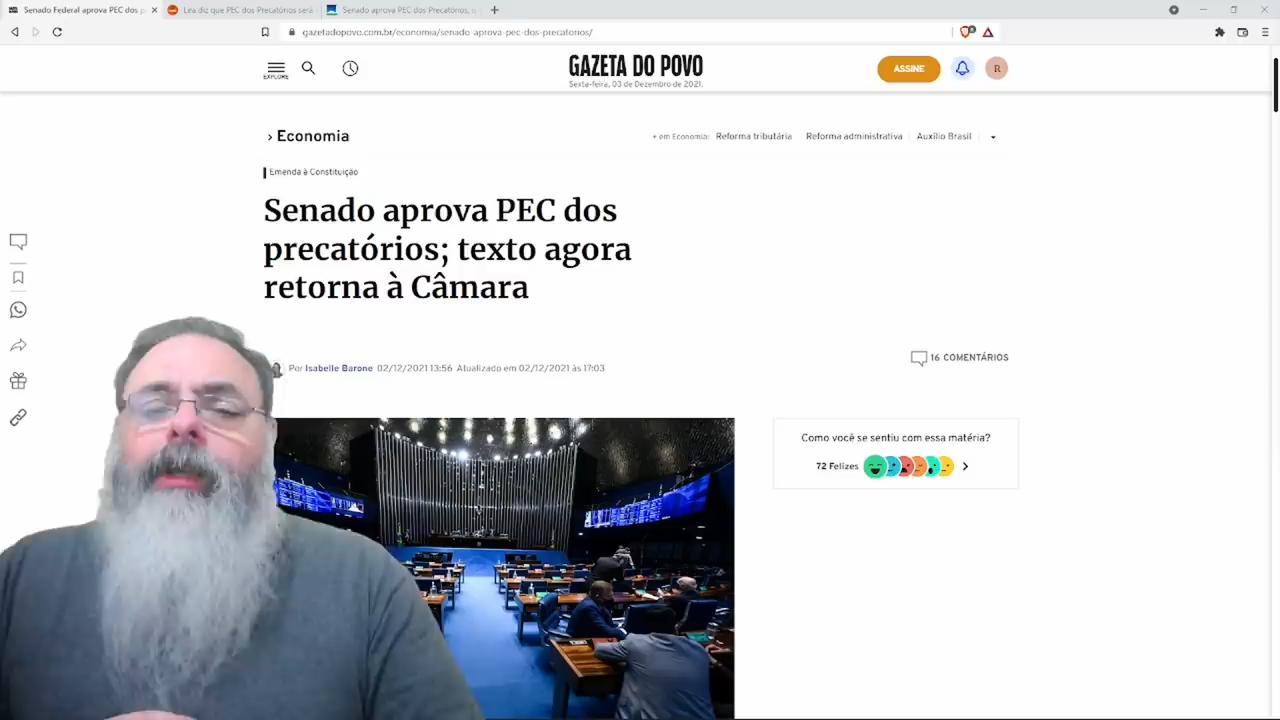 Senado Federal aprova PEC dos p
Lea diz que PEC dos Precatórios será
Senado aprova PEC dos Precatórios, o
gazetadopovo.com.br/economia/senado-aprova-pec-dos-precatorios/
EXPLORE
GAZETA DO POVO
Sexta-feira, 03 de Dezembro de 2021.
ASSINE
R
› Economia
+ em Economia: Reforma tributária Reforma administrativa Auxílio Brasil
Emenda à Constituição
Senado aprova PEC dos
precatórios; texto agora
retorna à Câmara
Por Isabelle Barone 02/12/2021 13:56 Atualizado em 02/12/2021 às 17:03
16 COMENTÁRIOS
Como você se sentiu com essa matéria?
72 Felizes